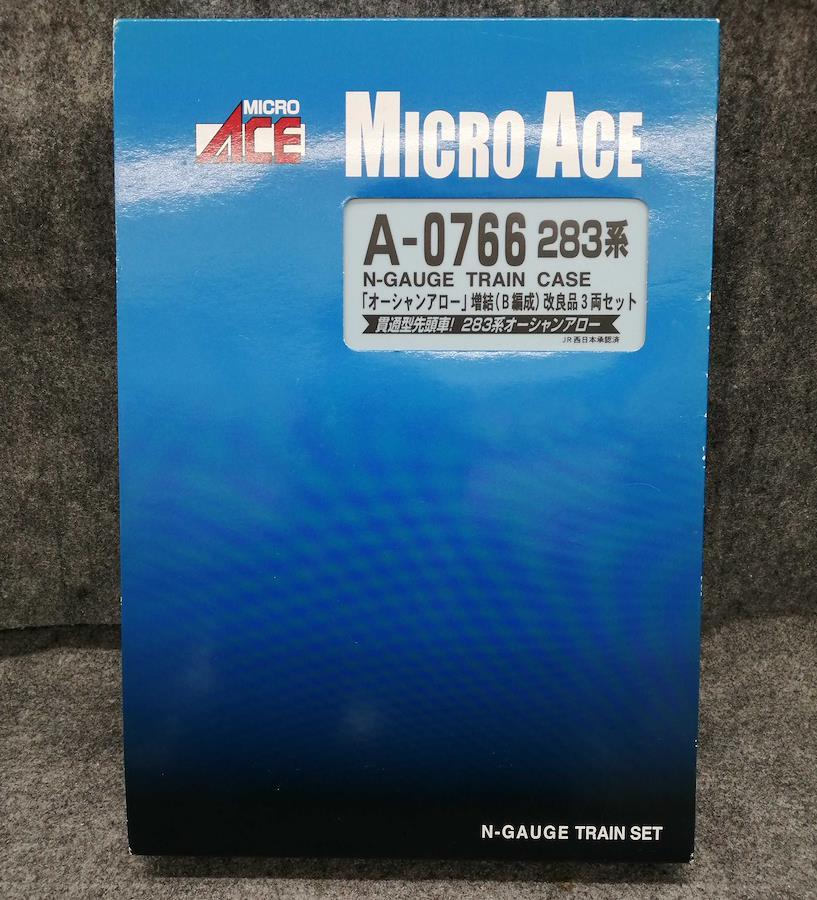 MICRO
ACE
MICRO ACE
A-0766 283系
N-GAUGE TRAIN CASE
「オーシャンアロー」増結(B編成)改良品3両セット
貫通型先頭車! 283系オーシャンアロー
JR西日本承認済
N-GAUGE TRAIN SET